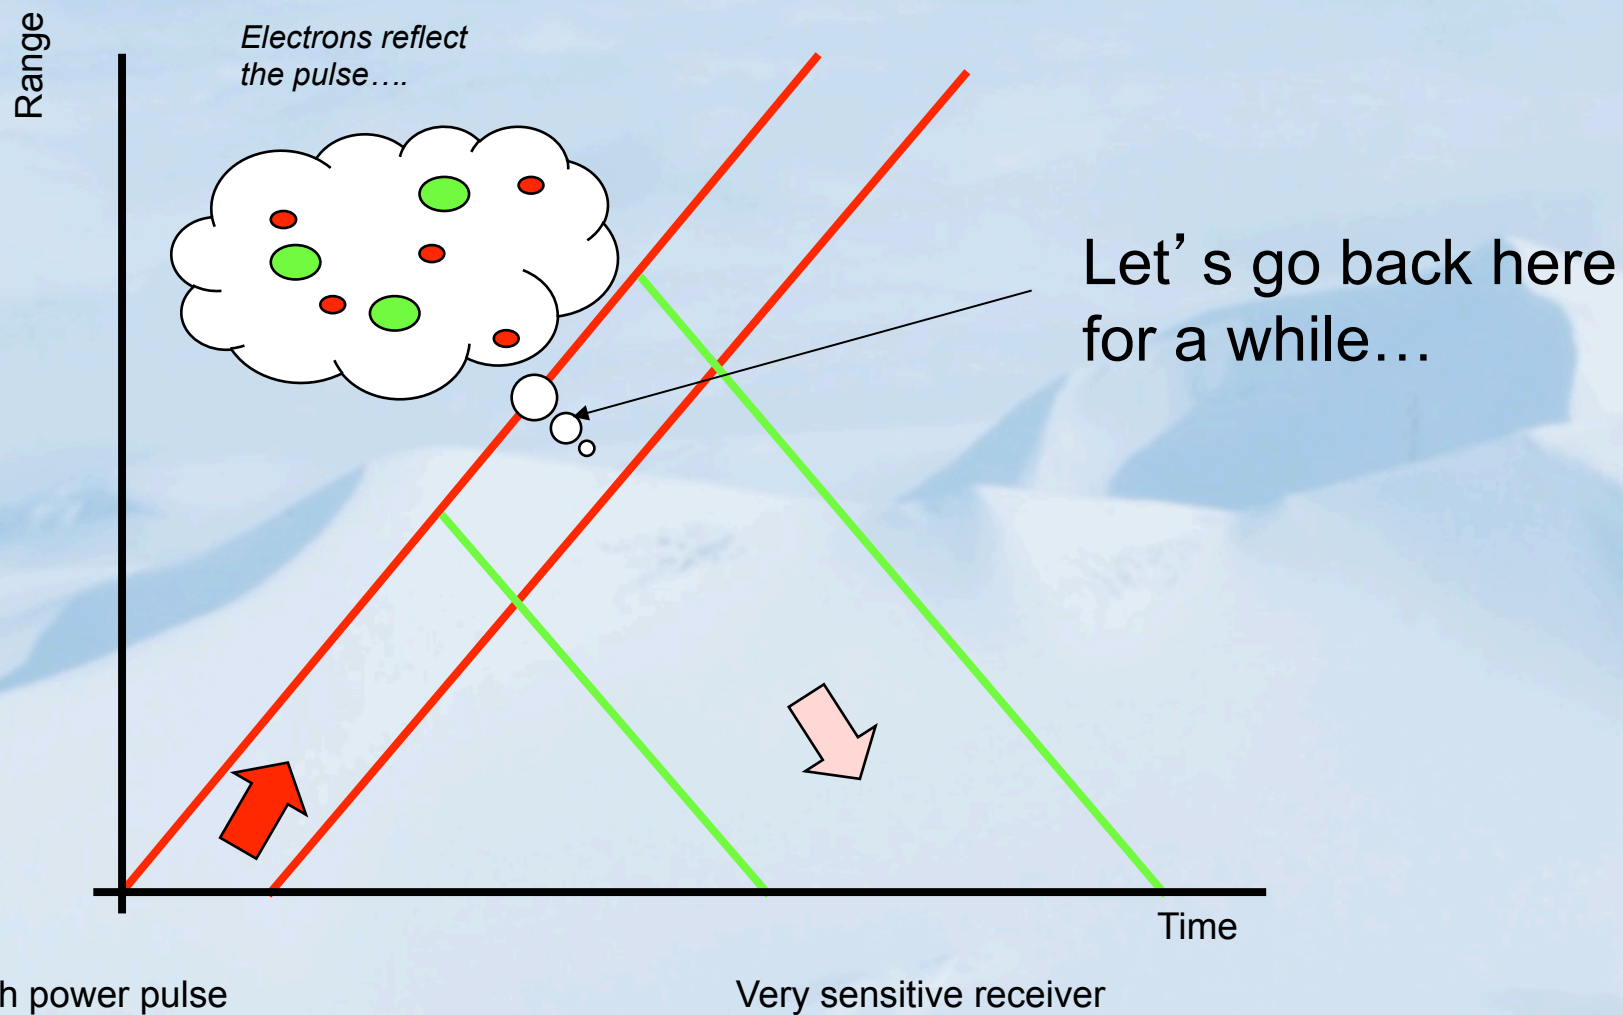 Range
Electrons reflect
the pulse….
Let’s go back here
for a while…
Time
power pulse
Very sensitive receiver